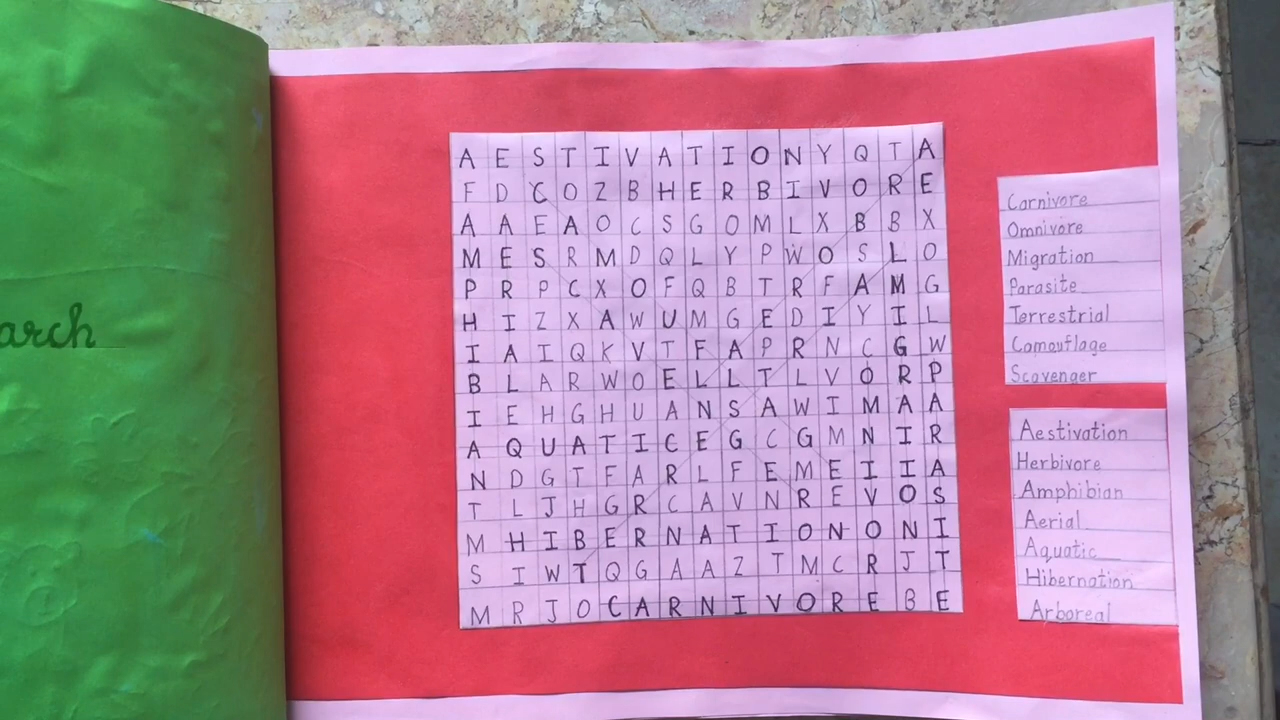 arch
A E S T I V A T I O N Y Q T A
F D C O Z B H E R B I V O R E
A A E A O C S G O M L X B B X
M E S R M D Q L Y P W O S L O
P R P C X O F Q B T R F A M G
H I Z X A W U M G E D I Y I L
I A I Q K V T F A P R N C G W
B L A R W O E L L T L V O R P
I E H G H U A N S A W I M A A
A Q U A T I C E G C G M N I R
N D G T F A R L F E M E I I A
T L J H G R C A V N R E V O S
M H I B E R N A T I O N O N I
S I W T Q G A A Z T M C R J T
M R J O C A R N I V O R E B E
Carnivore
Omnivore
Migration
Parasite
Terrestrial
Camouflage
Scavenger
Aestivation
Herbivore
Amphibian
Aerial
Aquatic
Hibernation
Arboreal